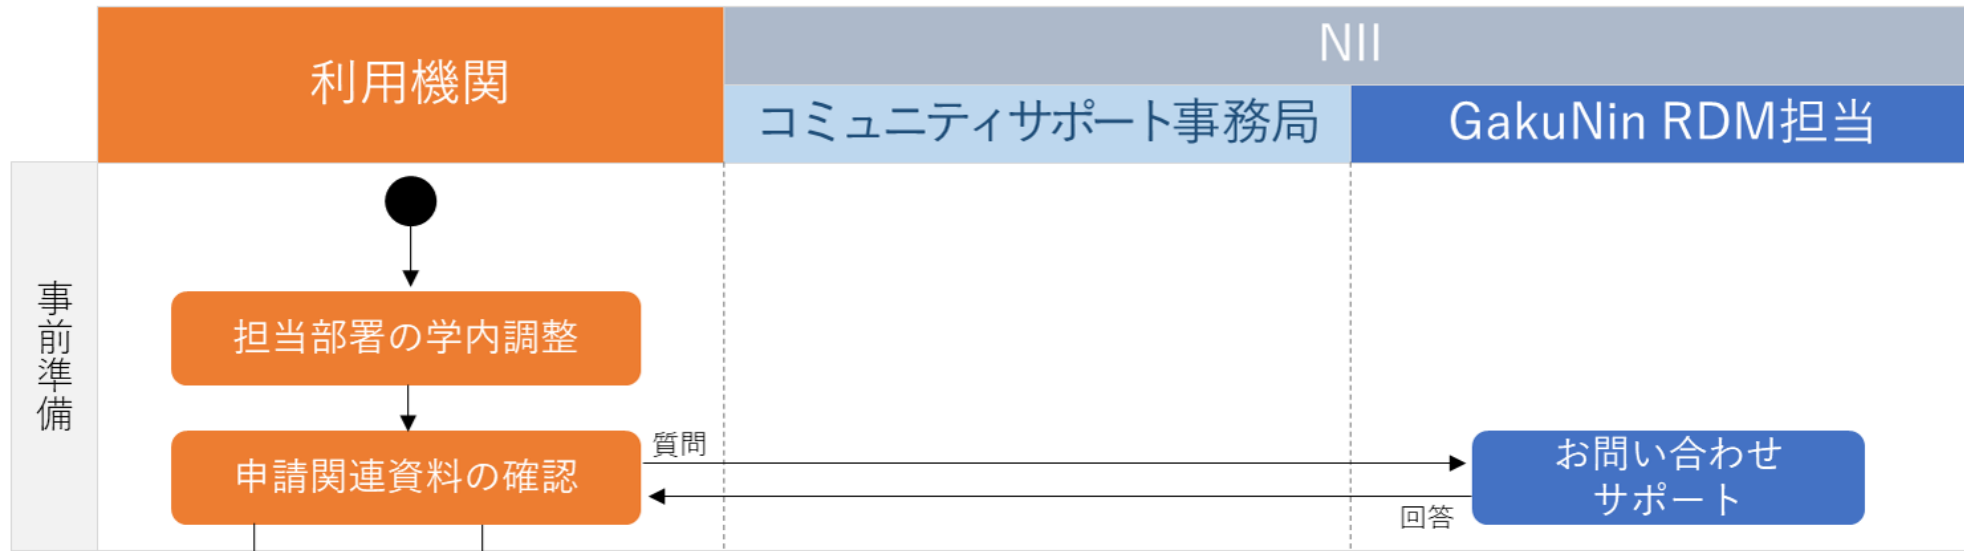 利用機関
NII
コミュニティサポート事務局
GakuNin RDM担当
事前準備
担当部署の学内調整
申請関連資料の確認
質問
お問い合わせ
サポート
回答